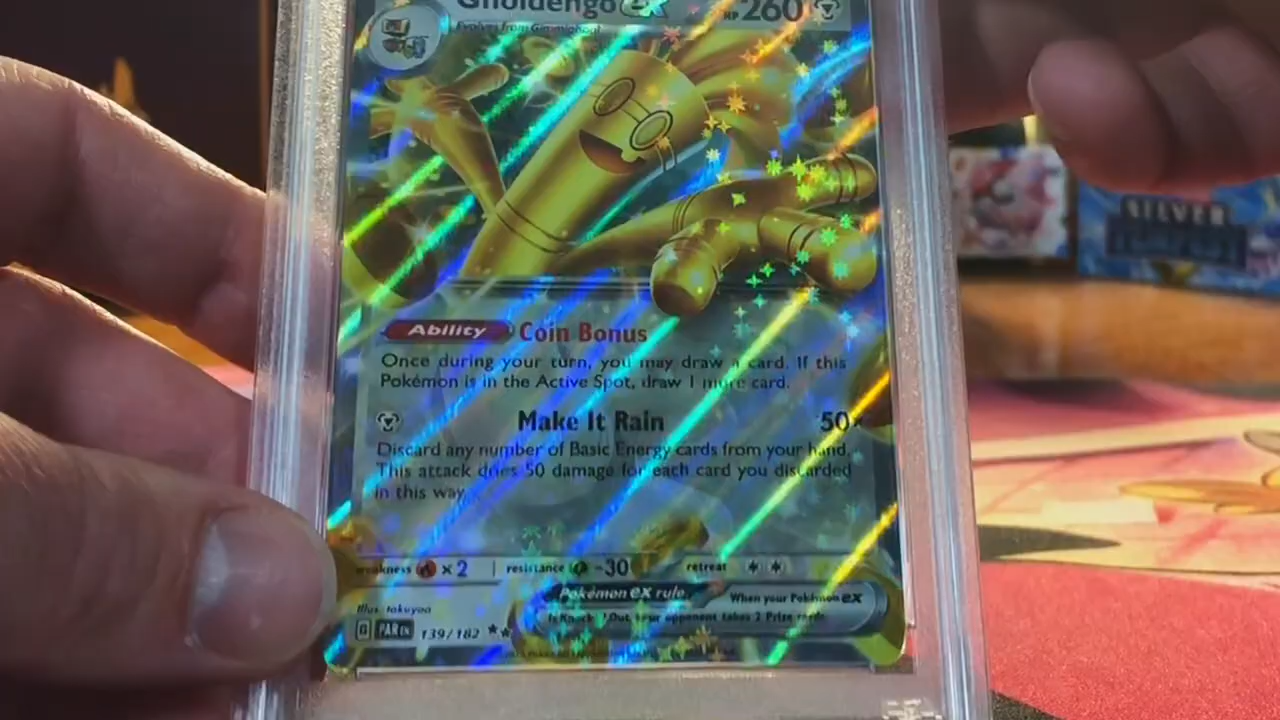 Gholdengo ex HP 260
Evolves from Gimmighoul
SILVER
TEMPEST
Ability Coin Bonus
Once during your turn, you may draw a card. If this
Pokémon is in the Active Spot, draw 1 more card.
Make It Rain 50×
Discard any number of Basic Energy cards from your hand.
This attack does 50 damage for each card you discarded
in this way.
weakness ×2 resistance -30 retreat
Pokémon ex rule When your Pokémon ex
is Knocked Out, your opponent takes 2 Prize cards.
Illus. takuyoa
G PAR EN 139/182